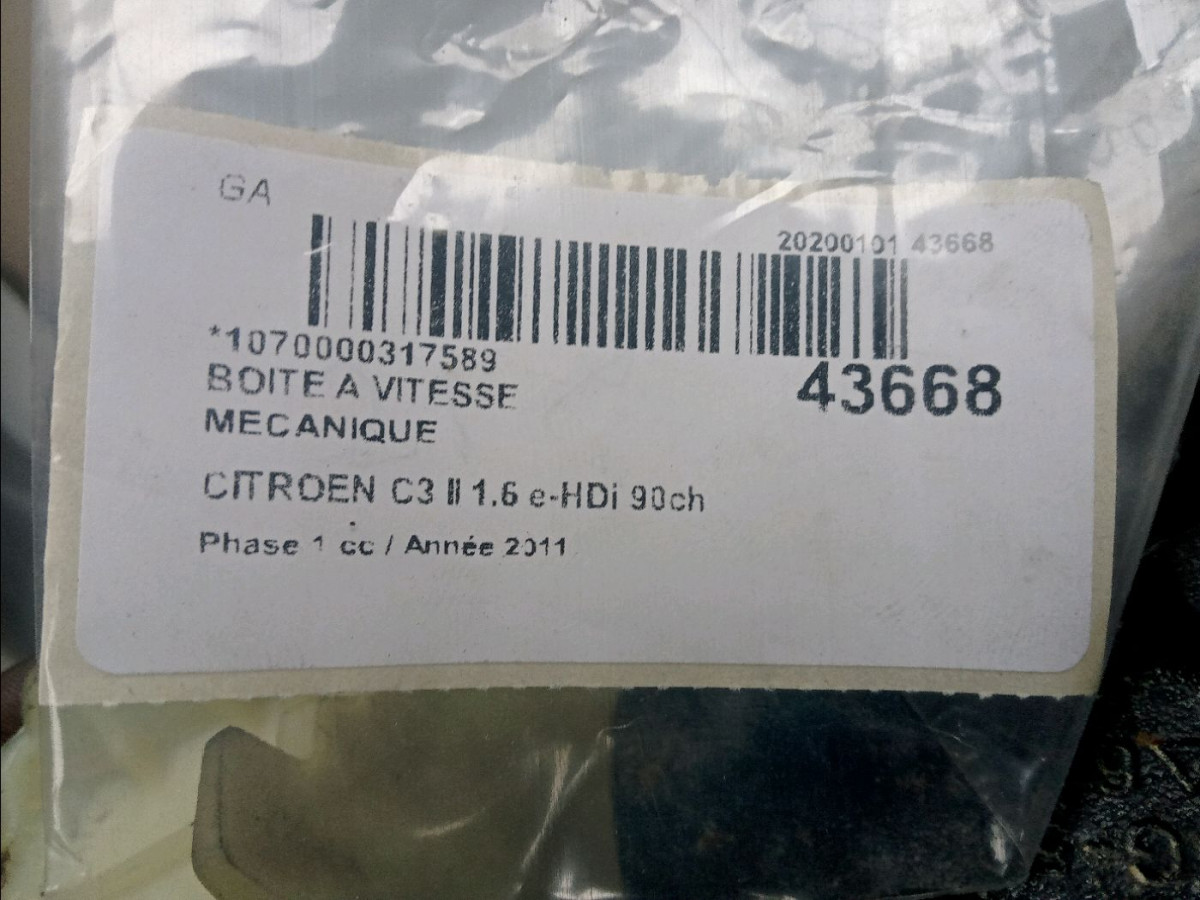 GA
20200101 43668
*1070000317589
BOITE A VITESSE
MECANIQUE
43668
CITROEN C3 II 1.6 e-HDi 90ch
Phase 1 cc / Année 2011